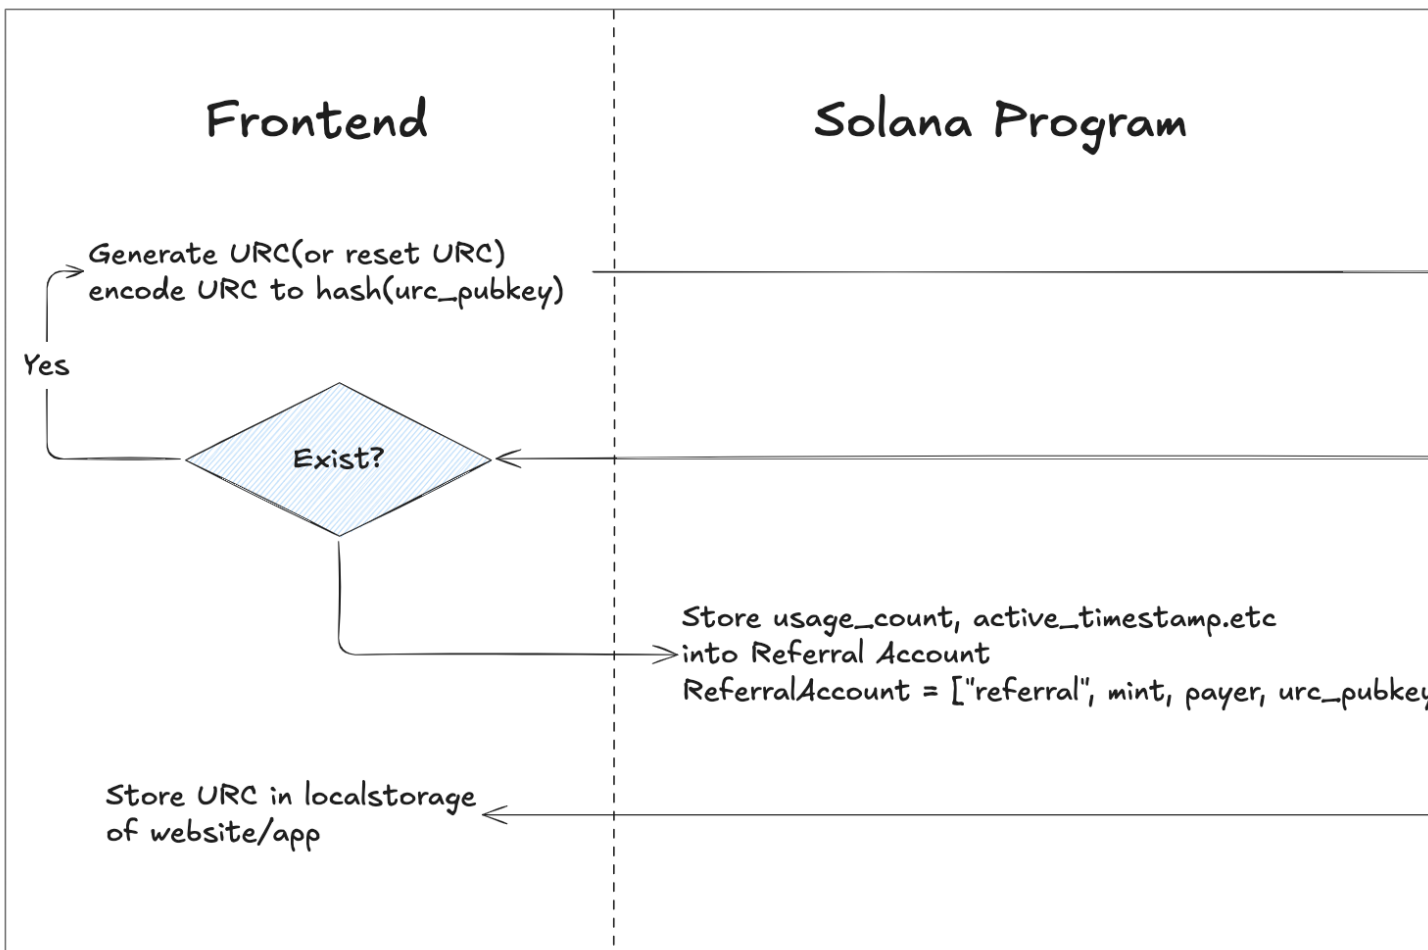 Frontend
Solana Program
Generate URC(or reset URC)
encode URC to hash(urc_pubkey)
Yes
Exist?
Store usage_count, active_timestamp.etc
into Referral Account
ReferralAccount = ["referral", mint, payer, urc_pubkey
Store URC in localstorage
of website/app